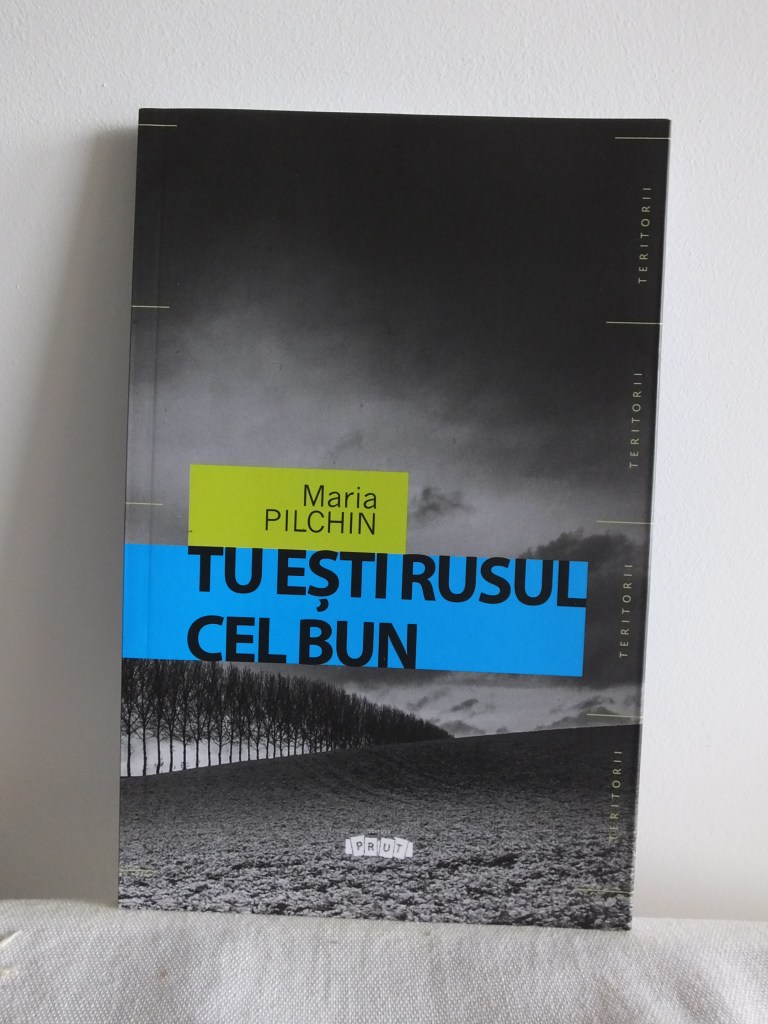 Maria
PILCHIN
TU EȘTI RUSUL
CEL BUN
TERITORII
TERITORII
TERITORII
TERITORII
PRUT